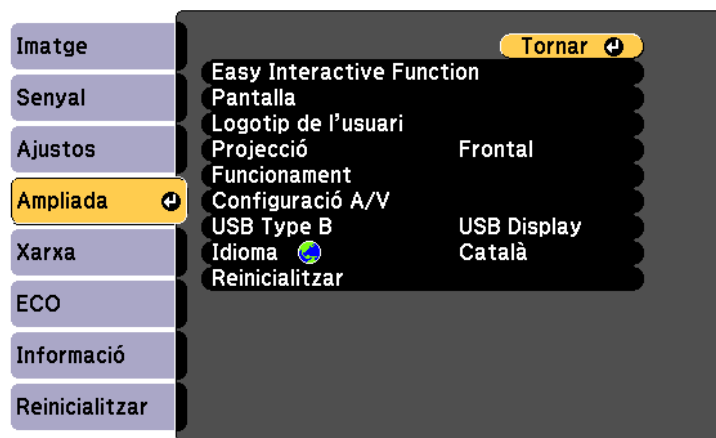 Imatge
Senyal
Ajustos
Ampliada
Xarxa
ECO
Informació
Reinicialitzar
Tornar
Easy Interactive Function
Pantalla
Logotip de l'usuari
Projecció Frontal
Funcionament
Configuració A/V
USB Type B USB Display
Idioma Català
Reinicialitzar